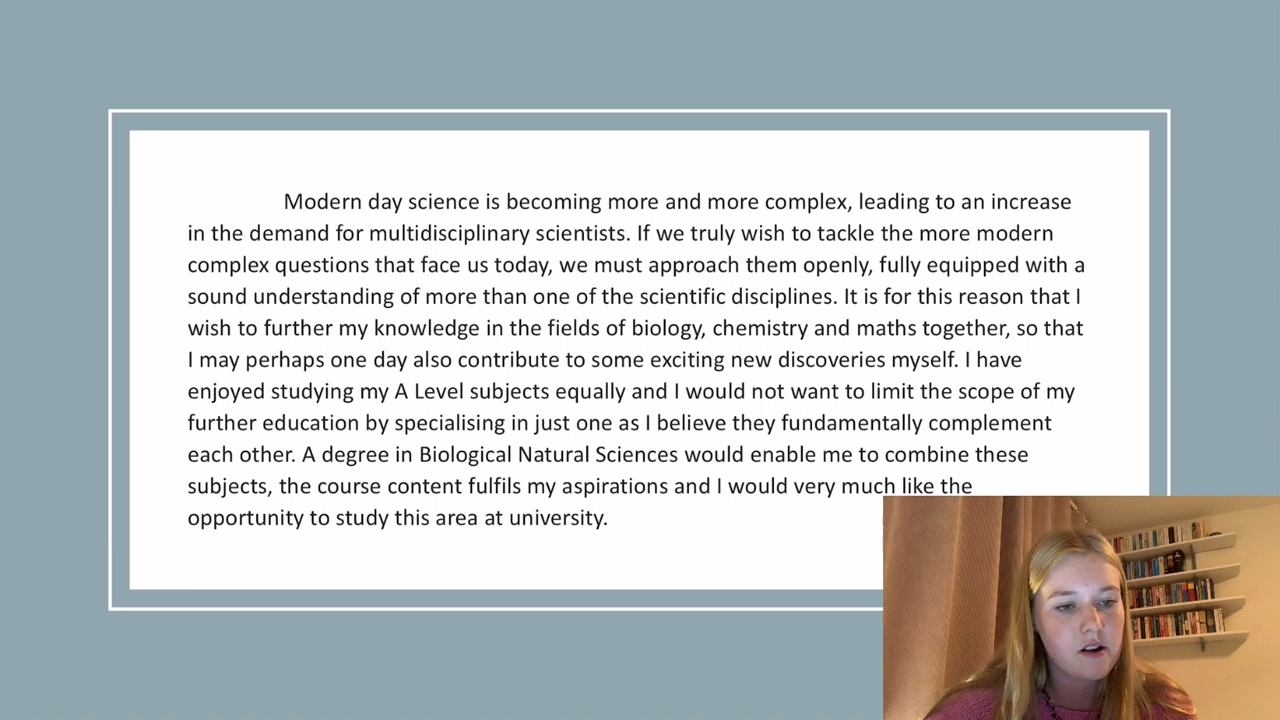 Modern day science is becoming more and more complex, leading to an increase
in the demand for multidisciplinary scientists. If we truly wish to tackle the more modern
complex questions that face us today, we must approach them openly, fully equipped with a
sound understanding of more than one of the scientific disciplines. It is for this reason that I
wish to further my knowledge in the fields of biology, chemistry and maths together, so that
I may perhaps one day also contribute to some exciting new discoveries myself. I have
enjoyed studying my A Level subjects equally and I would not want to limit the scope of my
further education by specialising in just one as I believe they fundamentally complement
each other. A degree in Biological Natural Sciences would enable me to combine these
subjects, the course content fulfils my aspirations and I would very much like the
opportunity to study this area at university.